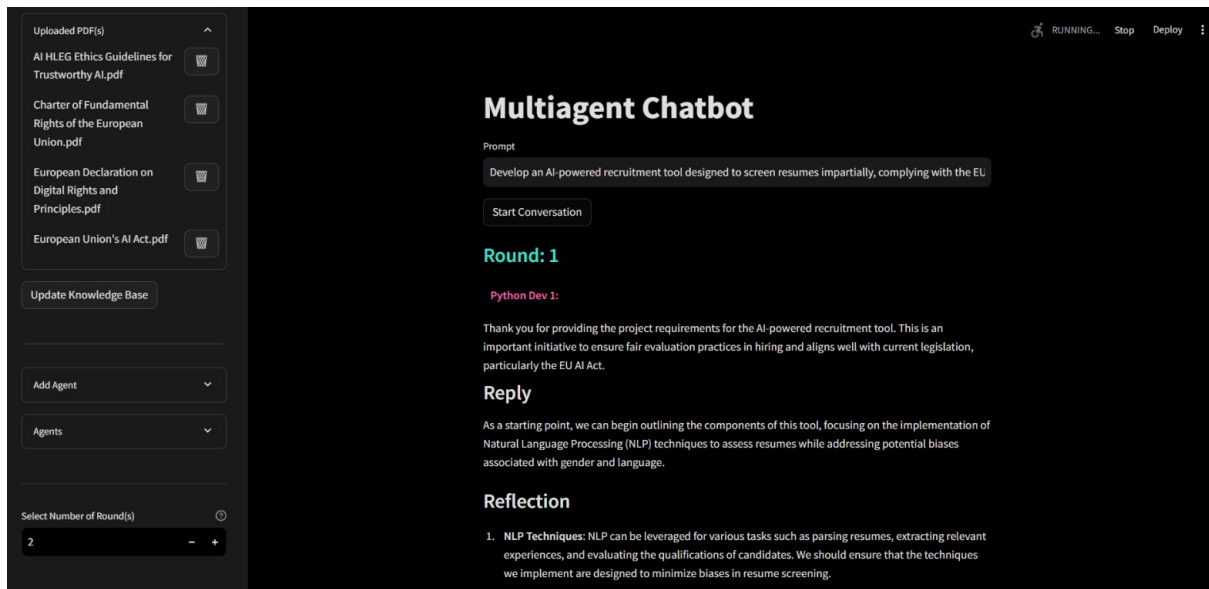 Uploaded PDF(s)
AI HLEG Ethics Guidelines for
Trustworthy AI.pdf
Charter of Fundamental
Rights of the European
Union.pdf
European Declaration on
Digital Rights and
Principles.pdf
European Union's AI Act.pdf
Update Knowledge Base
Add Agent
Agents
Select Number of Round(s)
2
- +
RUNNING...
Stop
Deploy
Multiagent Chatbot
Prompt
Develop an AI-powered recruitment tool designed to screen resumes impartially, complying with the EU
Start Conversation
Round: 1
Python Dev 1:
Thank you for providing the project requirements for the AI-powered recruitment tool. This is an
important initiative to ensure fair evaluation practices in hiring and aligns well with current legislation,
particularly the EU AI Act.
Reply
As a starting point, we can begin outlining the components of this tool, focusing on the implementation of
Natural Language Processing (NLP) techniques to assess resumes while addressing potential biases
associated with gender and language.
Reflection
1. NLP Techniques: NLP can be leveraged for various tasks such as parsing resumes, extracting relevant
experiences, and evaluating the qualifications of candidates. We should ensure that the techniques
we implement are designed to minimize biases in resume screening.